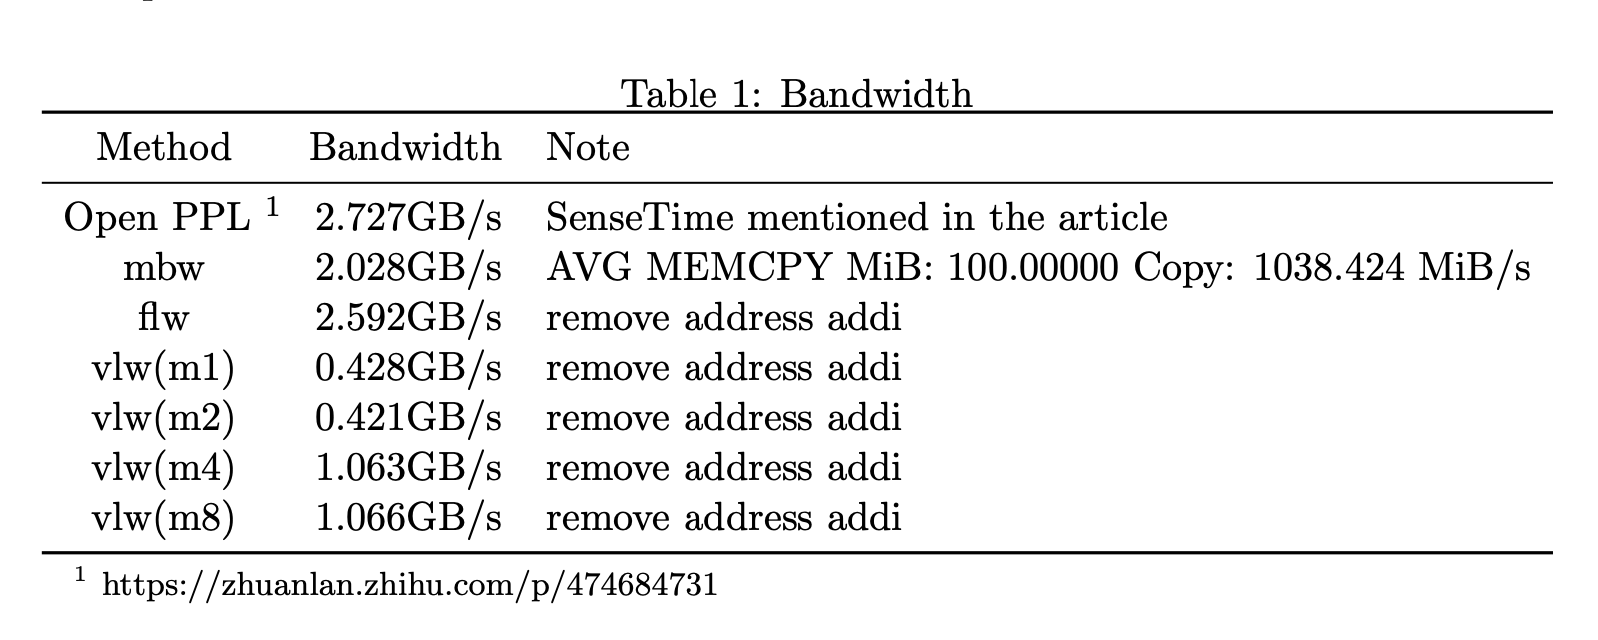 Table 1: Bandwidth
Method Bandwidth Note
Open PPL 1 2.727GB/s SenseTime mentioned in the article
mbw 2.028GB/s AVG MEMCPY MiB: 100.00000 Copy: 1038.424 MiB/s
flw 2.592GB/s remove address addi
vlw(m1) 0.428GB/s remove address addi
vlw(m2) 0.421GB/s remove address addi
vlw(m4) 1.063GB/s remove address addi
vlw(m8) 1.066GB/s remove address addi
1 https://zhuanlan.zhihu.com/p/474684731